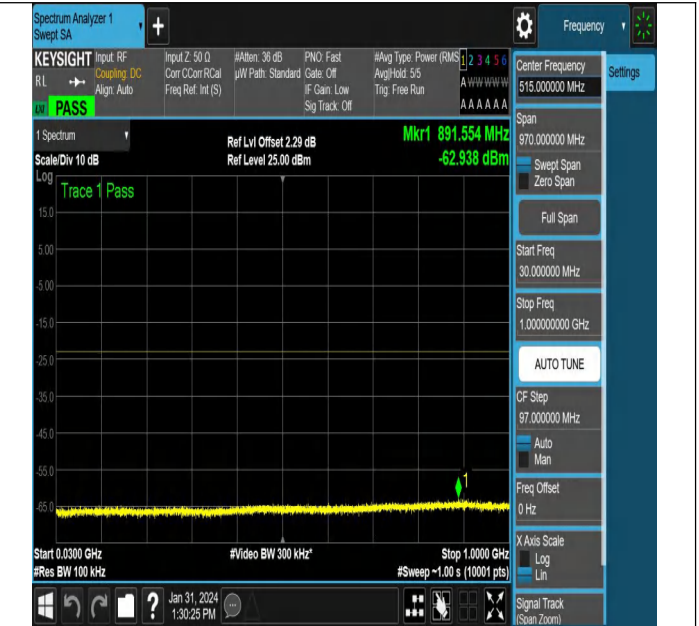 Spectrum Analyzer 1
Swept SA
+
Frequency
KEYSIGHT
RL
LXI PASS
Input: RF
Coupling: DC
Align: Auto
Input Z: 50 Ω
Corr CCorr RCal
Freq Ref: Int (S)
#Atten: 36 dB
µW Path: Standard
PNO: Fast
Gate: Off
IF Gain: Low
Sig Track: Off
#Avg Type: Power (RMS
Avg|Hold: 5/5
Trig: Free Run
1 2 3 4 5 6
A W W W W W
A A A A A A
1 Spectrum
Scale/Div 10 dB
Ref Lvl Offset 2.29 dB
Ref Level 25.00 dBm
Mkr1 891.554 MHz
-62.938 dBm
Log
Trace 1 Pass
15.0
5.00
-5.00
-15.0
-25.0
-35.0
-45.0
-55.0
-65.0
1
Start 0.0300 GHz
#Res BW 100 kHz
#Video BW 300 kHz*
Stop 1.0000 GHz
#Sweep ~1.00 s (10001 pts)
?
Jan 31, 2024
1:30:25 PM
Center Frequency
515.000000 MHz
Settings
Span
970.000000 MHz
Swept Span
Zero Span
Full Span
Start Freq
30.000000 MHz
Stop Freq
1.000000000 GHz
AUTO TUNE
CF Step
97.000000 MHz
Auto
Man
Freq Offset
0 Hz
X Axis Scale
Log
Lin
Signal Track
(Span Zoom)